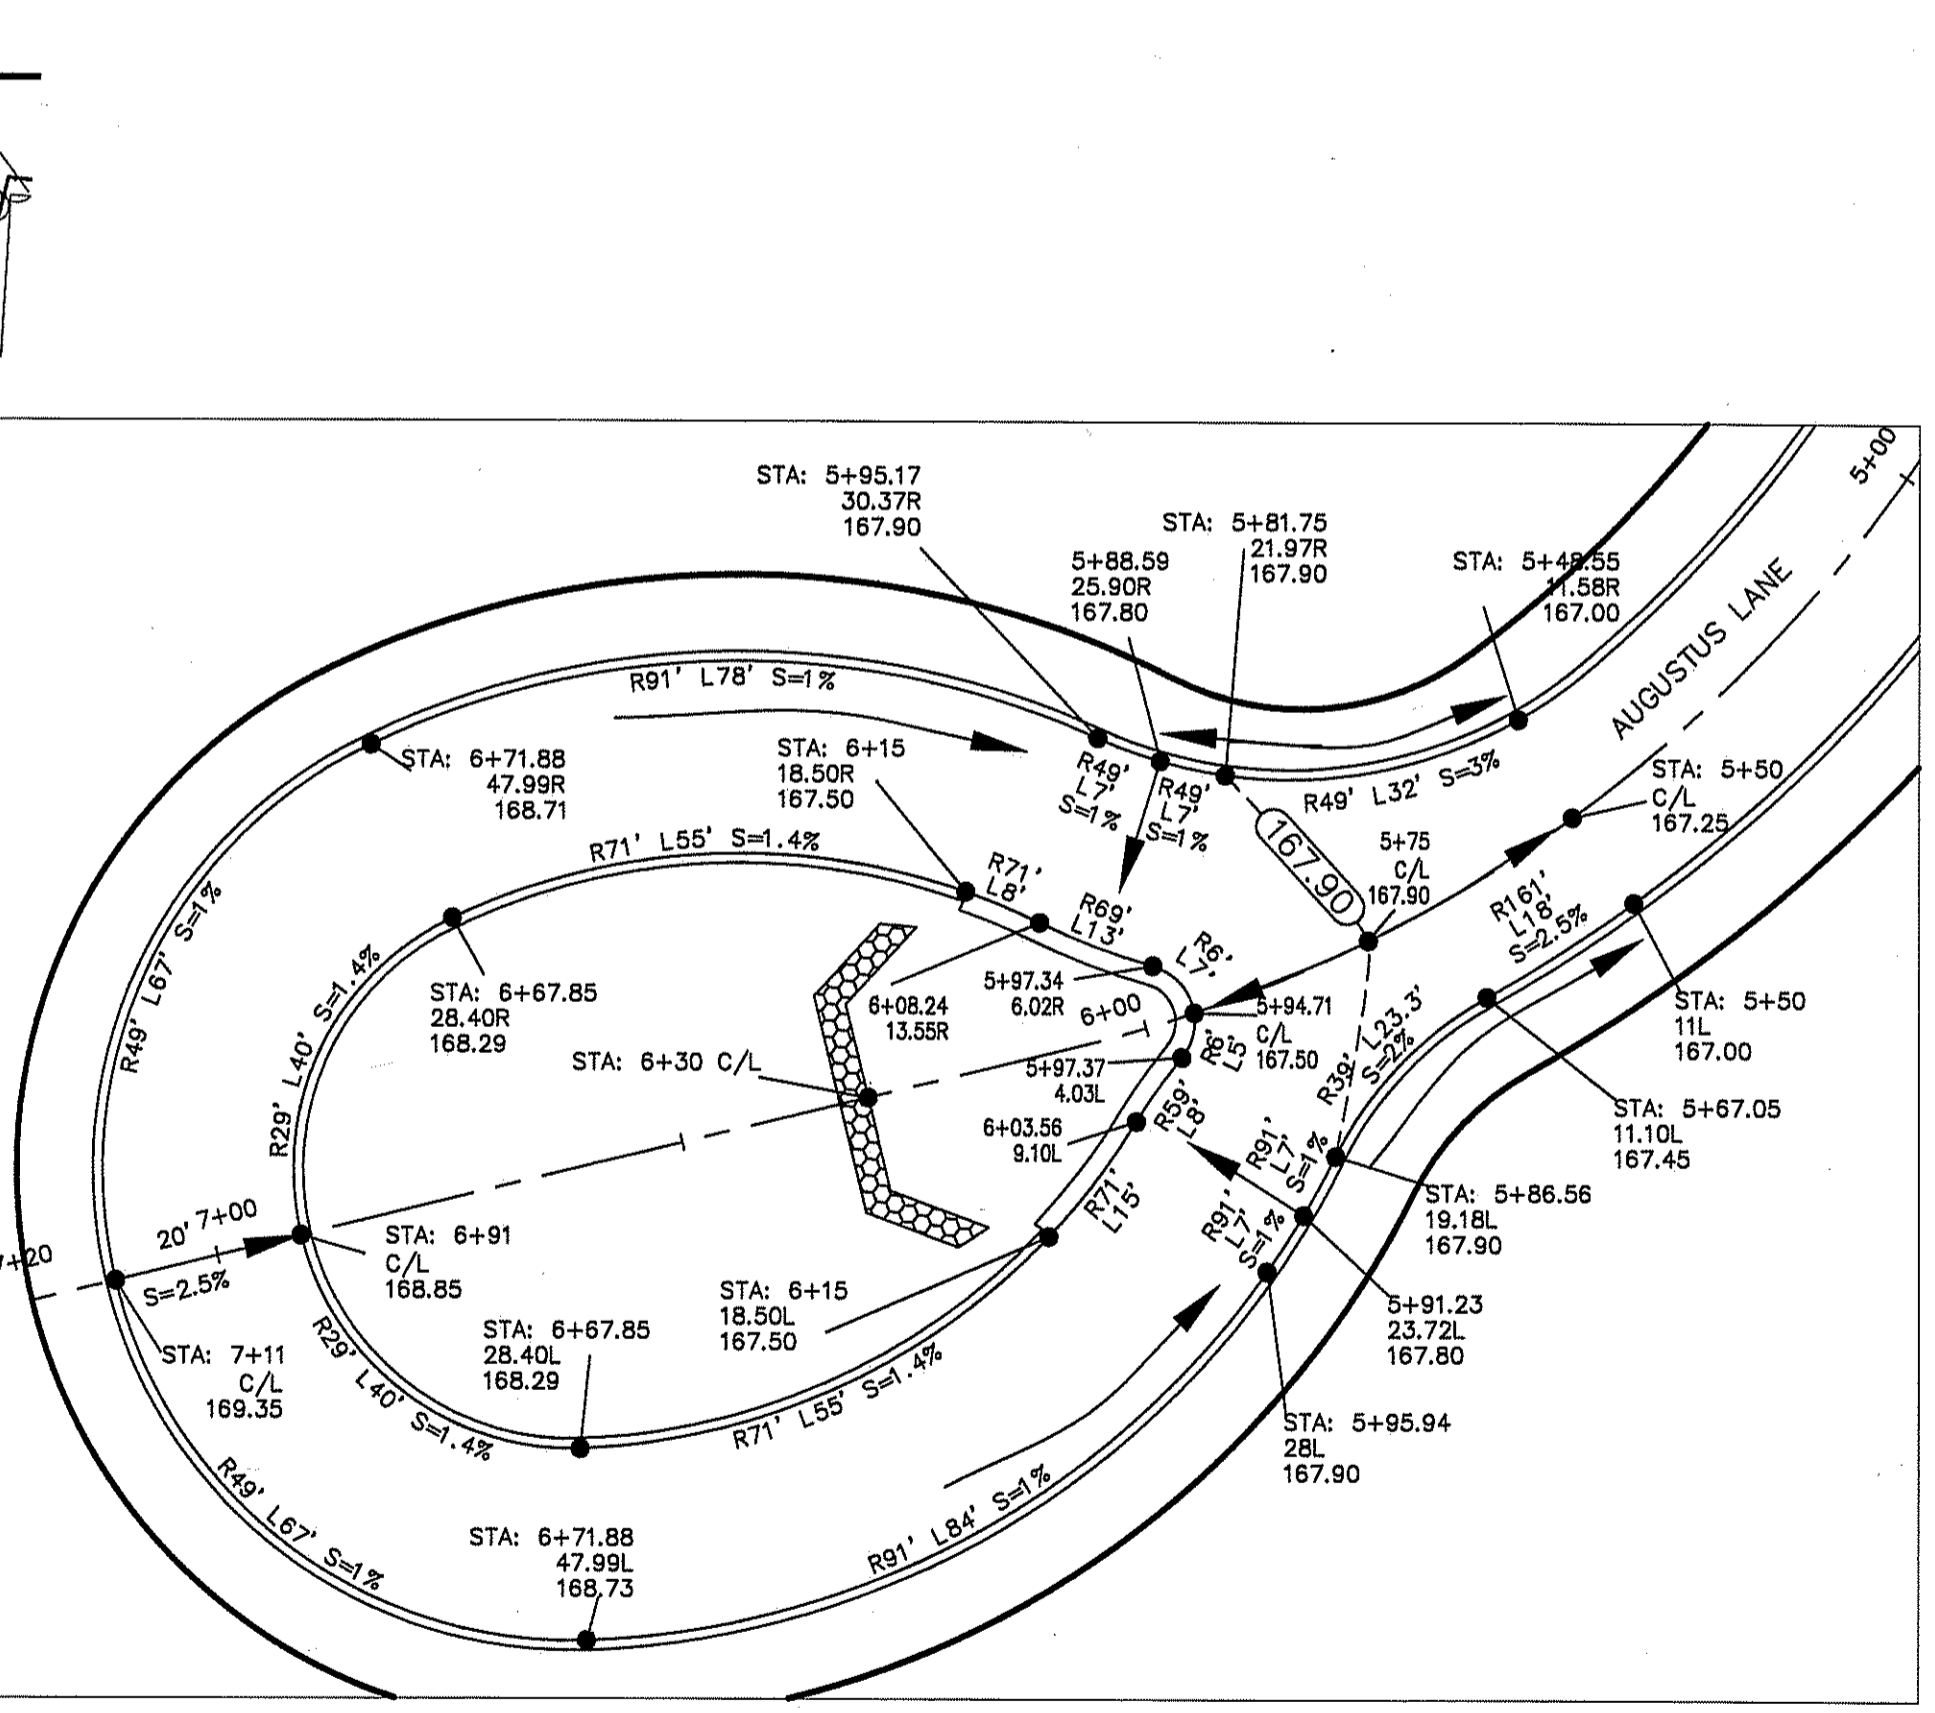 5+00
STA: 5+95.17
30.37R
167.90
STA: 5+81.75
21.97R
167.90
5+88.59
25.90R
167.80
STA: 5+48.55
11.58R
167.00
AUGUSTUS LANE
R91' L78' S=1%
STA: 6+71.88
47.99R
168.71
STA: 6+15
18.50R
167.50
R49'
L7'
S=1%
R49'
L7'
S=1%
R49' L32' S=3%
STA: 5+50
C/L
167.25
R71' L55' S=1.4%
167.90
5+75
C/L
167.90
R71'
L8'
R69'
L13'
R6'
L7'
R161'
L18'
S=2.5%
R49' L67' S=1%
STA: 6+67.85
28.40R
168.29
R29' L40' S=1.4%
6+08.24
13.55R
5+97.34
6.02R
6+00
5+94.71
C/L
167.50
STA: 5+50
11L
167.00
STA: 6+30 C/L
5+97.37
4.03L
R6'
L5'
R39' L23.3'
S=2%
6+03.56
9.10L
R59'
L8'
R91'
L7'
S=1%
STA: 5+67.05
11.10L
167.45
R71'
L15'
R91'
L7'
S=1%
STA: 5+86.56
19.18L
167.90
20' 7+00
+20
S=2.5%
STA: 6+91
C/L
168.85
STA: 6+15
18.50L
167.50
5+91.23
23.72L
167.80
STA: 7+11
C/L
169.35
R29' L40' S=1.4%
STA: 6+67.85
28.40L
168.29
R71' L55' S=1.4%
STA: 5+95.94
28L
167.90
R49' L67' S=1%
STA: 6+71.88
47.99L
168.73
R91' L84' S=1%